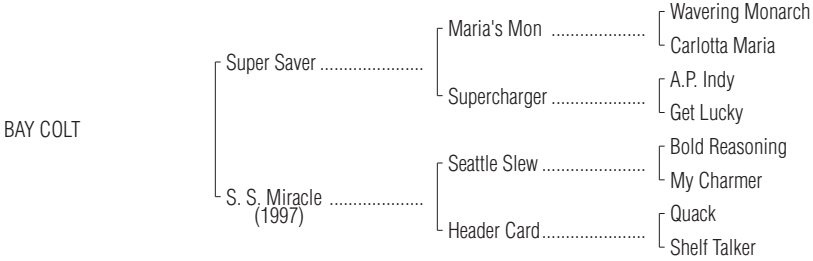 Wavering Monarch
Maria's Mon ....................
Carlotta Maria
Super Saver ......................
A.P. Indy
Supercharger ....................
Get Lucky
BAY COLT
Bold Reasoning
Seattle Slew ......................
My Charmer
S. S. Miracle ....................
(1997)
Quack
Header Card......................
Shelf Talker